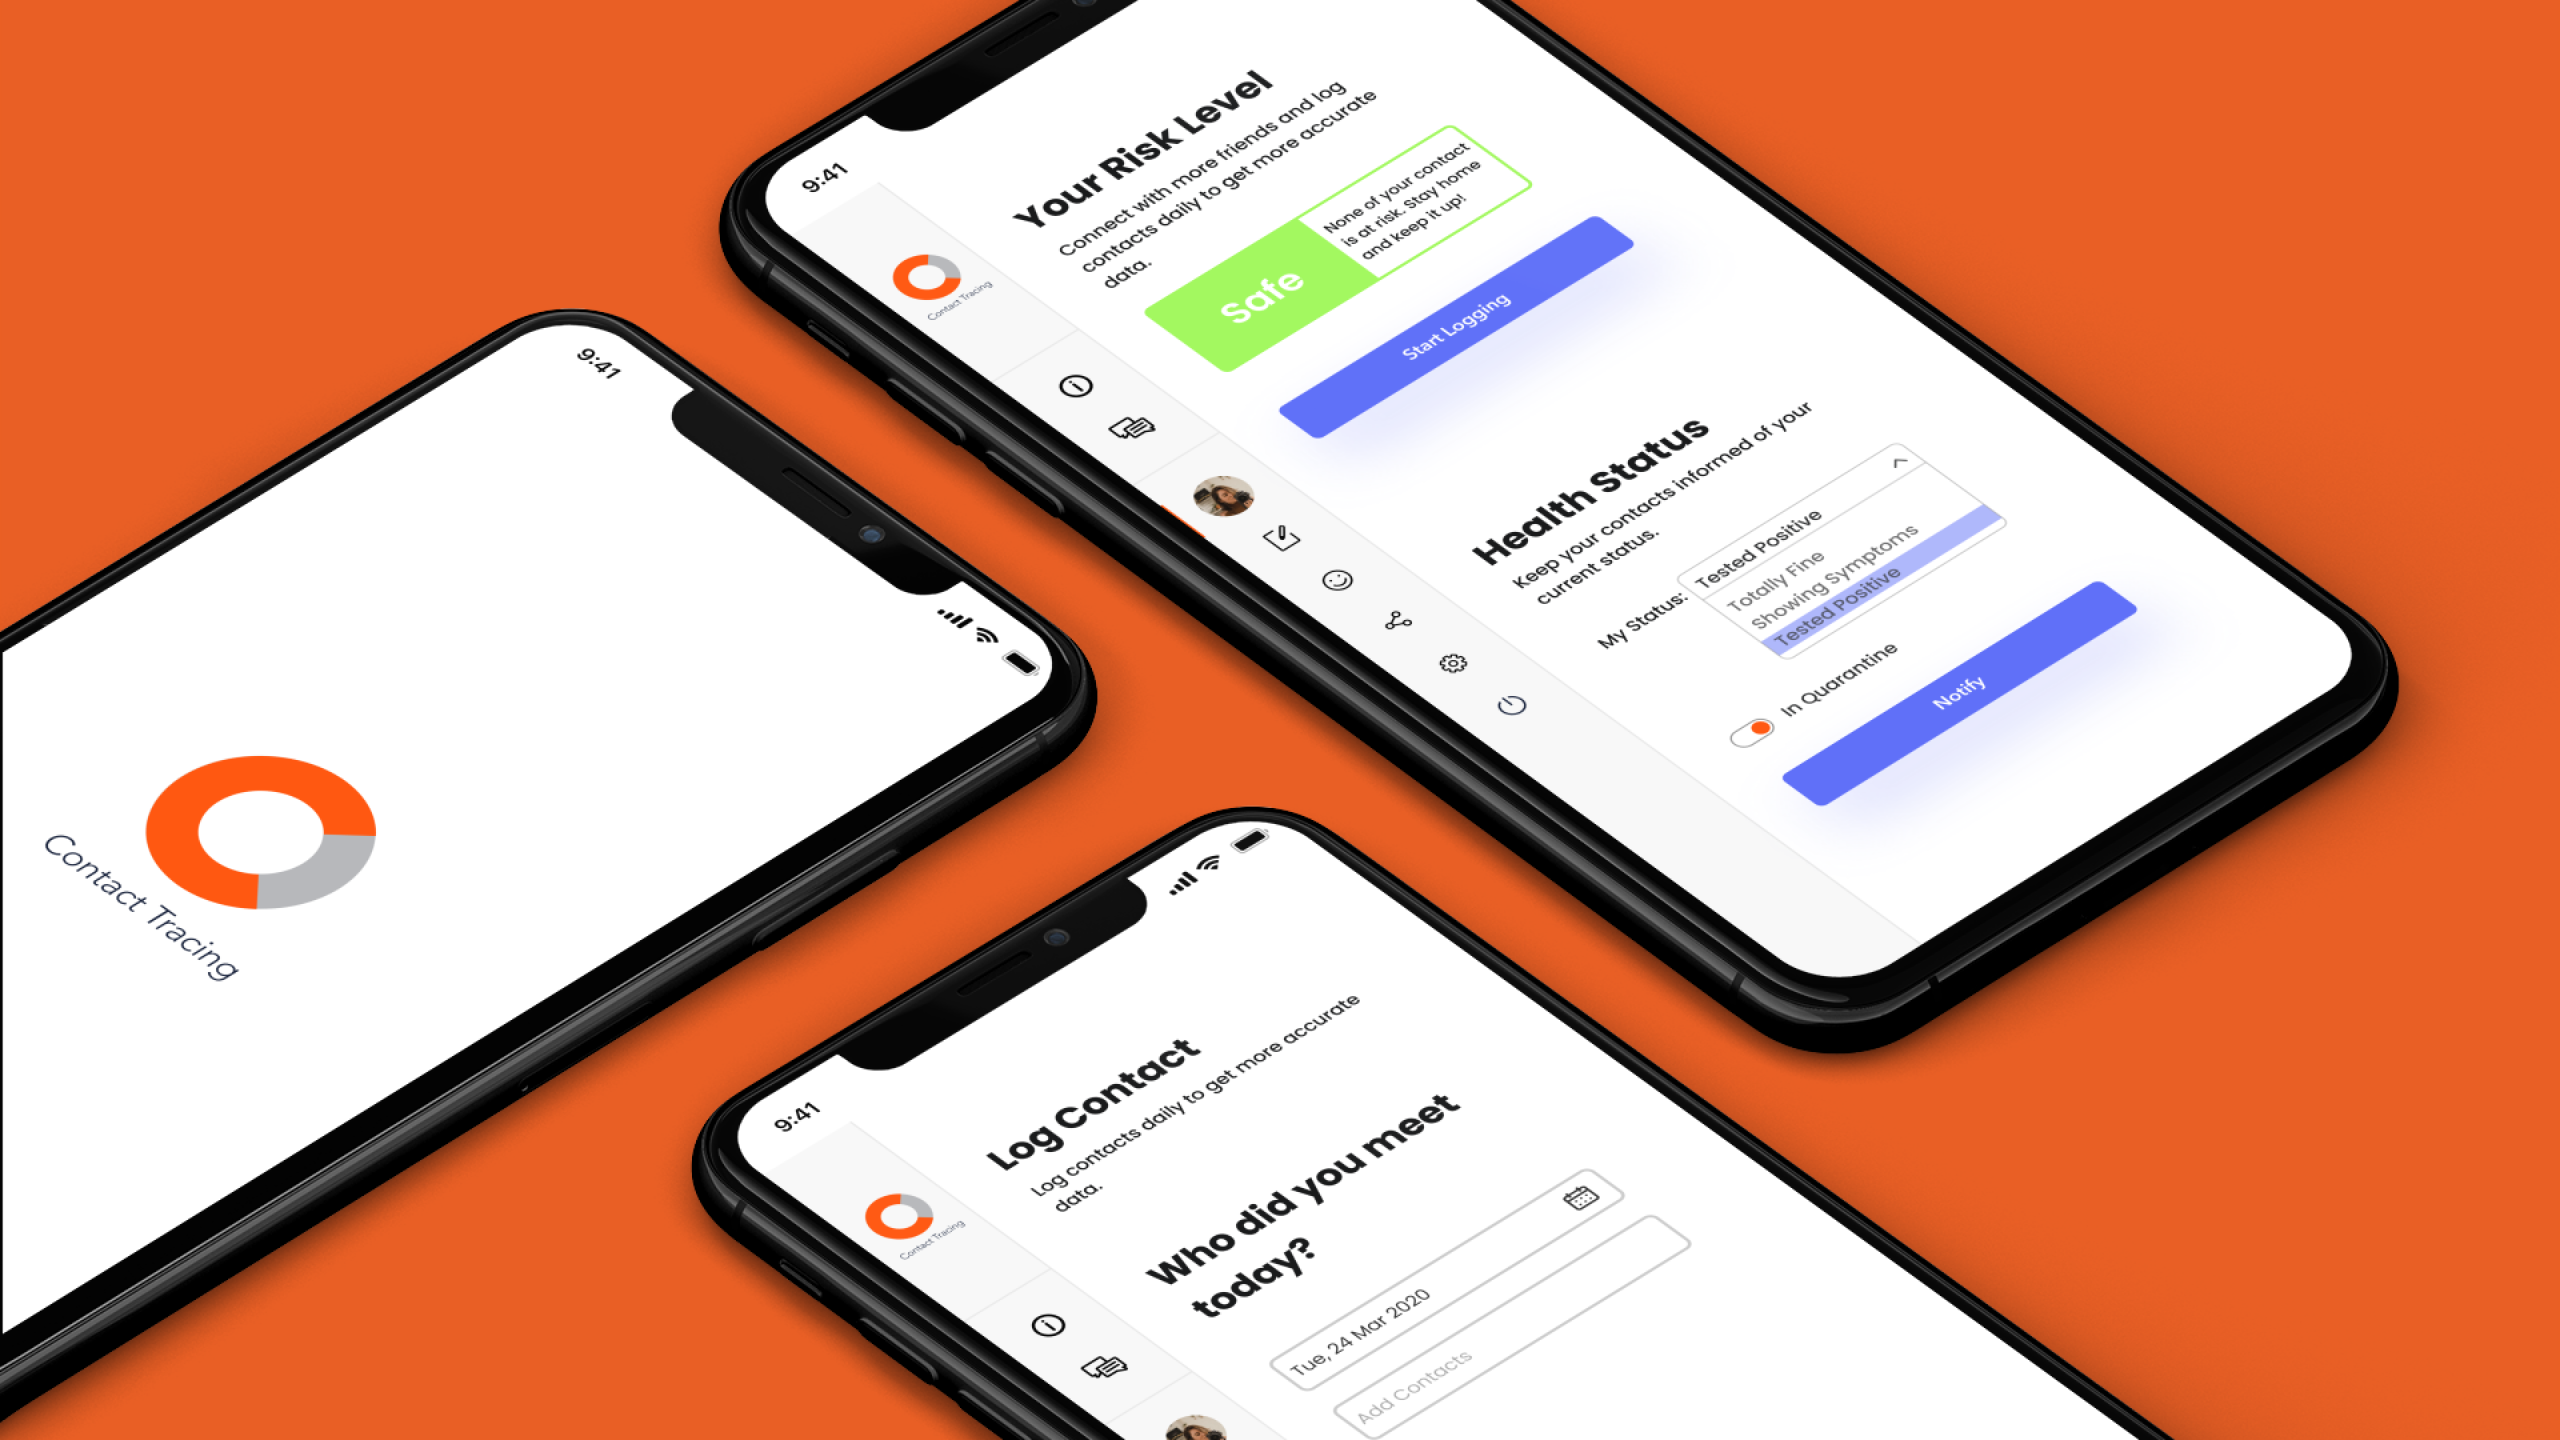 9:41
Contact Tracing
Your Risk Level
Connect with more friends and log
contacts daily to get more accurate
data.
Safe
None of your contact
is at risk. Stay home
and keep it up!
Start Logging
Health Status
Keep your contacts informed of your
current status.
My Status:
Tested Positive
Totally Fine
Showing Symptoms
Tested Positive
In Quarantine
Notify
9:41
Contact Tracing
9:41
Contact Tracing
Log Contact
Log contacts daily to get more accurate
data.
Who did you meet
today?
Tue, 24 Mar 2020
Add Contacts